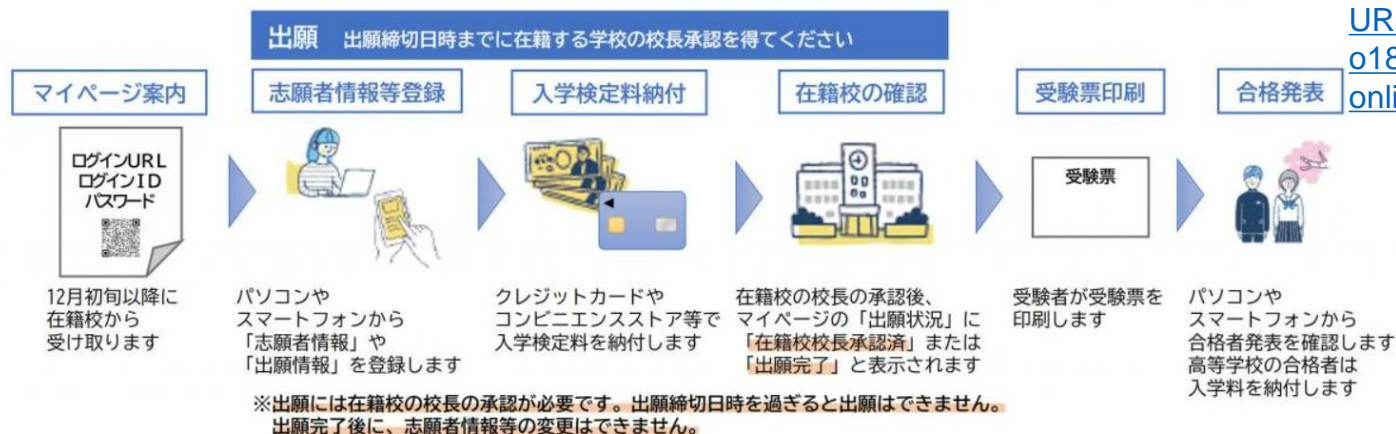 出願 出願締切日時までに在籍する学校の校長承認を得てください
マイページ案内
志願者情報等登録
入学検定料納付
在籍校の確認
受験票印刷
合格発表
ログインURL
ログインID
パスワード
受験票
12月初旬以降に
在籍校から
受け取ります
パソコンや
スマートフォンから
「志願者情報」や
「出願情報」を登録します
クレジットカードや
コンビニエンスストア等で
入学検定料を納付します
在籍校の校長の承認後、
マイページの「出願状況」に
「在籍校校長承認済」または
「出願完了」と表示されます
受験者が受験票を
印刷します
パソコンや
スマートフォンから
合格者発表を確認します
高等学校の合格者は
入学料を納付します
※出願には在籍校の校長の承認が必要です。出願締切日時を過ぎると出願はできません。
出願完了後に、志願者情報等の変更はできません。